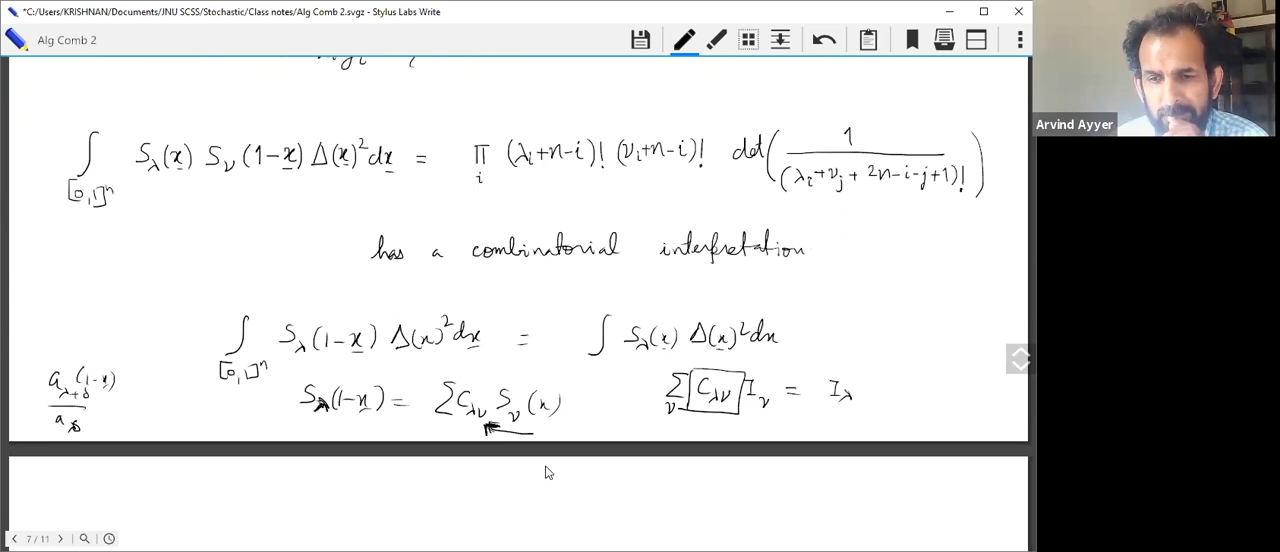 *C:/Users/KRISHNAN/Documents/JNU SCSS/Stochastic/Class notes/Alg Comb 2.svgz - Stylus Labs Write
Alg Comb 2
Arvind Ayyer
∫_{[0,1]^n} S_λ(x) S_ν(1-x) Δ(x)^2 dx = Π_i (λ_i+n-i)! (ν_i+n-i)! det(1/(λ_i+ν_j+2n-i-j+1)!)
has a combinatorial interpretation
∫_{[0,1]^n} S_λ(1-x) Δ(x)^2 dx = ∫ S_λ(x) Δ(x)^2 dx
a_{λ+δ}(1-x)/a_δ
S_λ(1-x) = Σ C_{λν} S_ν(x)
Σ_ν C_{λν} I_ν = I_λ
7/11